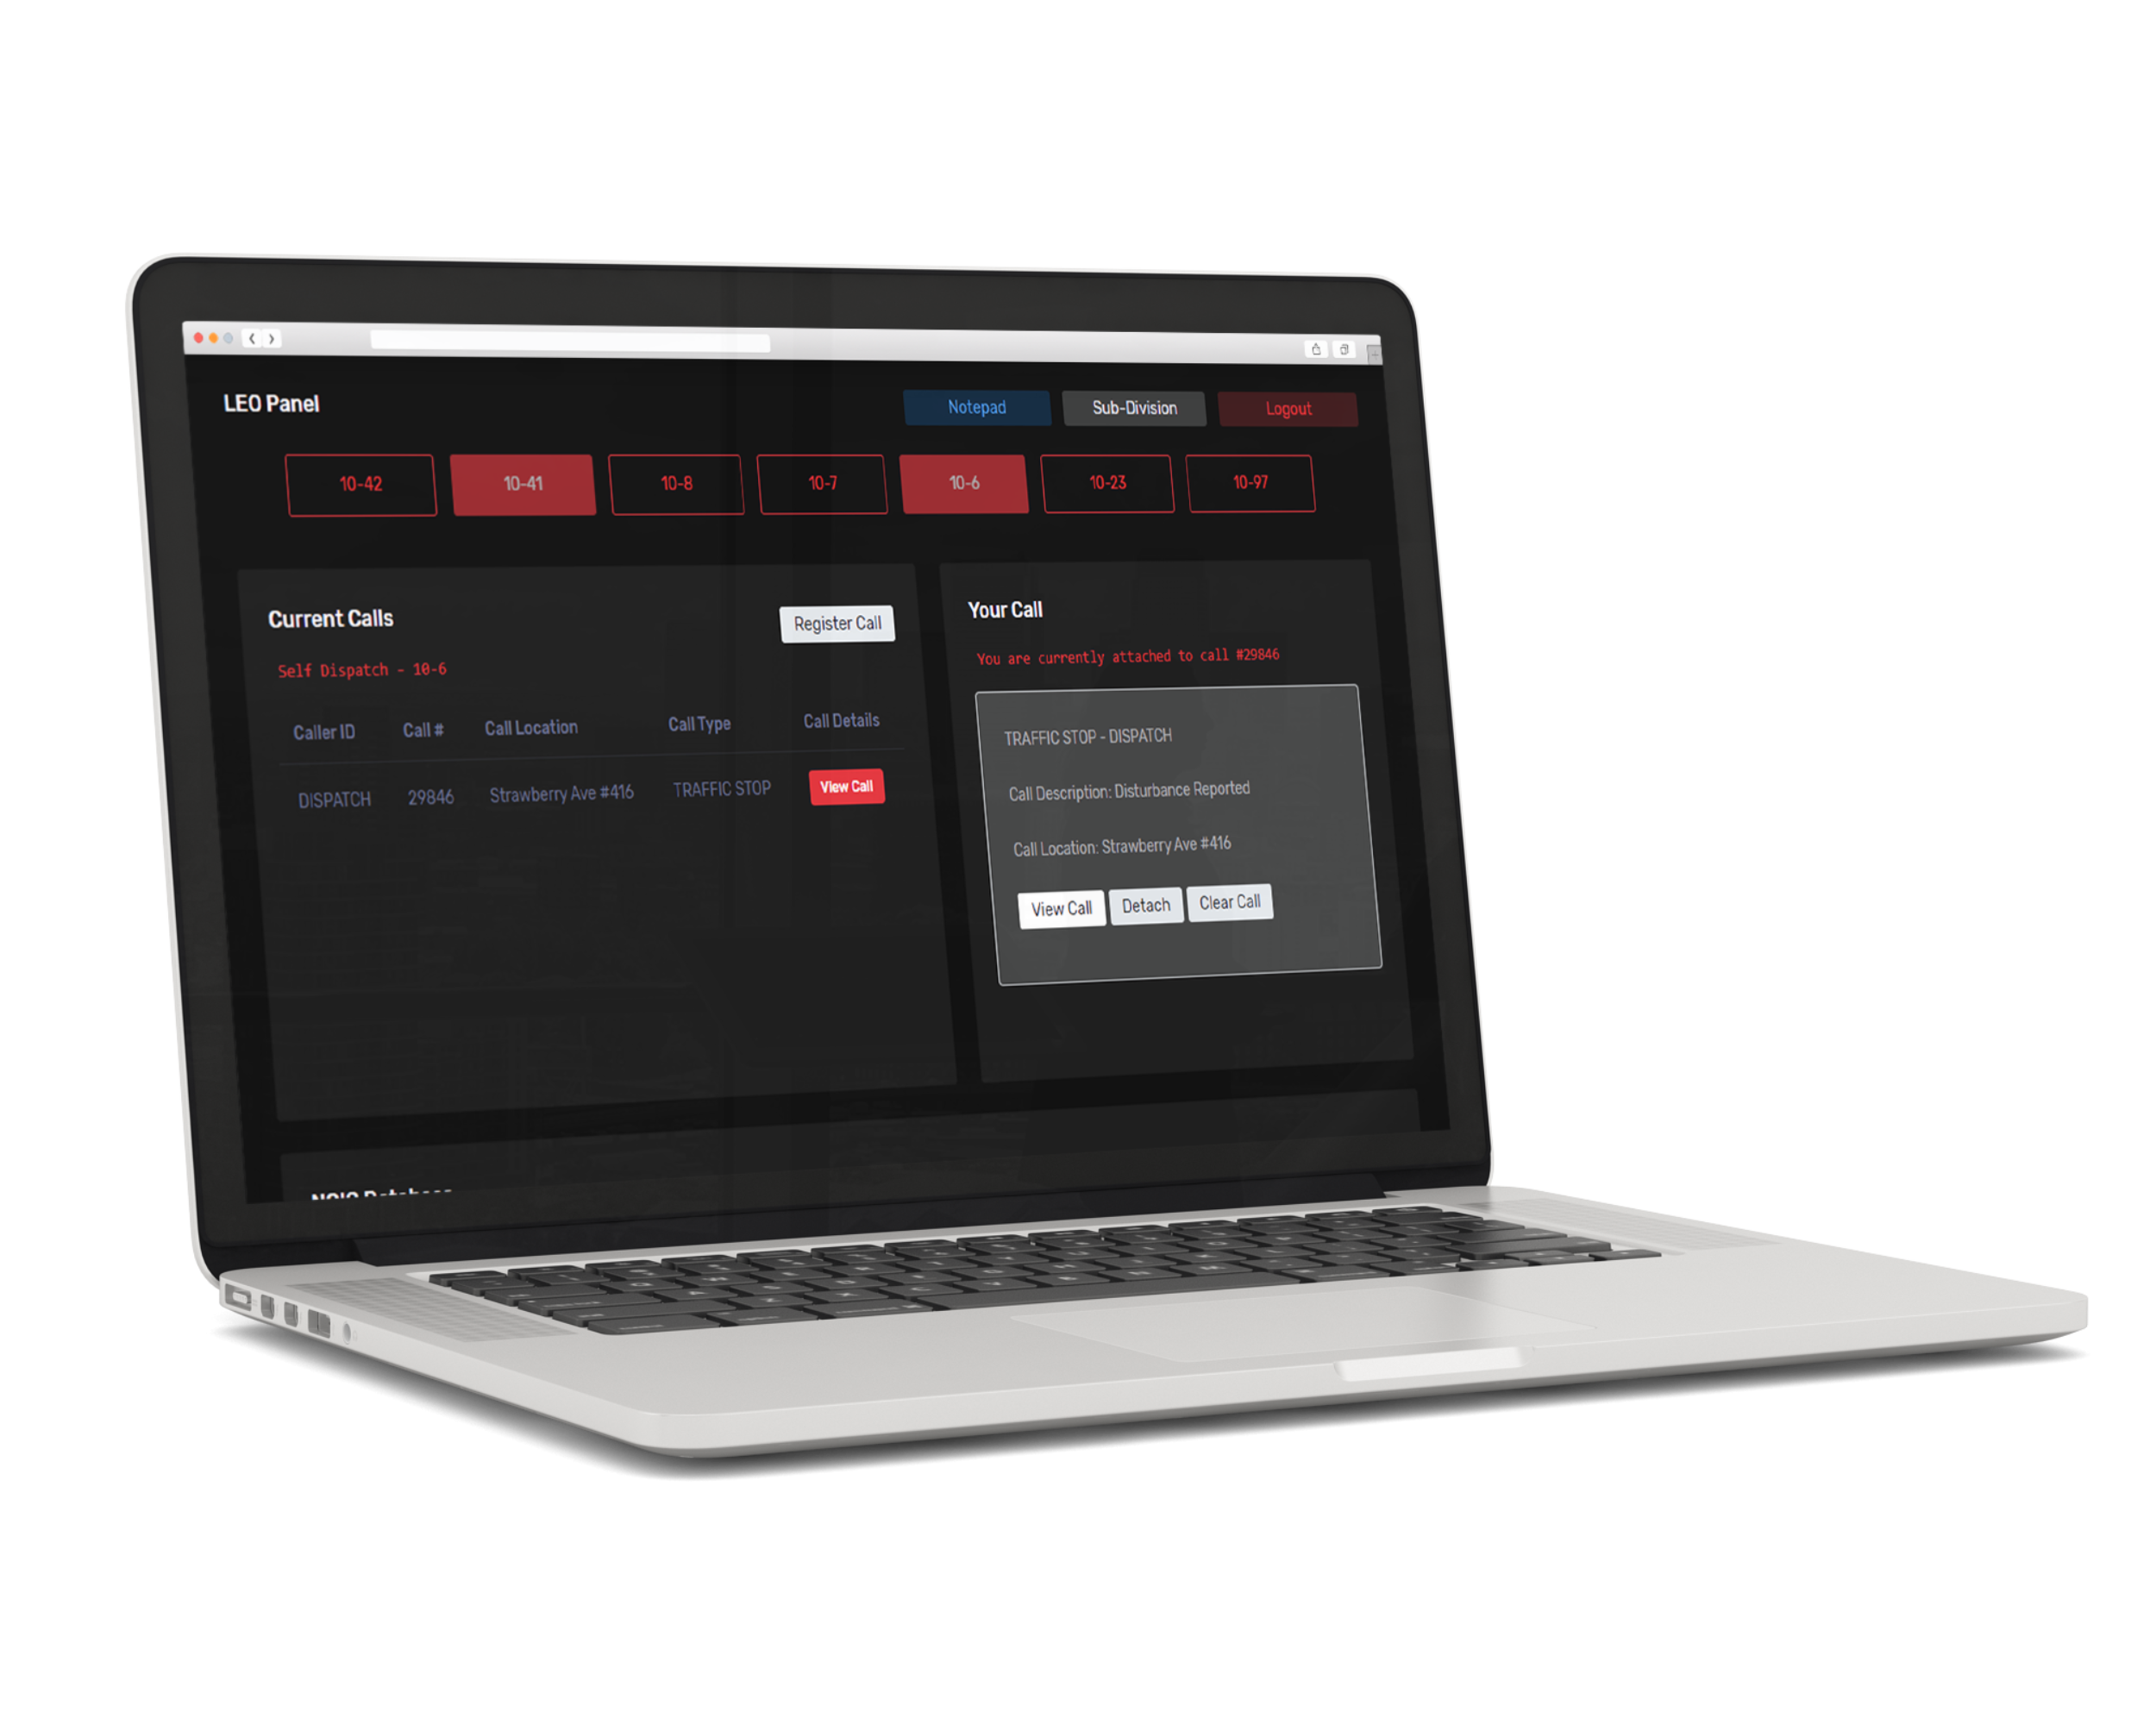 LEO Panel
Notepad
Sub-Division
Logout
10-42
10-41
10-8
10-7
10-6
10-23
10-97
Current Calls
Register Call
Self Dispatch - 10-6
Caller ID Call # Call Location Call Type Call Details
DISPATCH 29846 Strawberry Ave #416 TRAFFIC STOP View Call
Your Call
You are currently attached to call #29846
TRAFFIC STOP - DISPATCH
Call Description: Disturbance Reported
Call Location: Strawberry Ave #416
View Call
Detach
Clear Call
NCIC Database